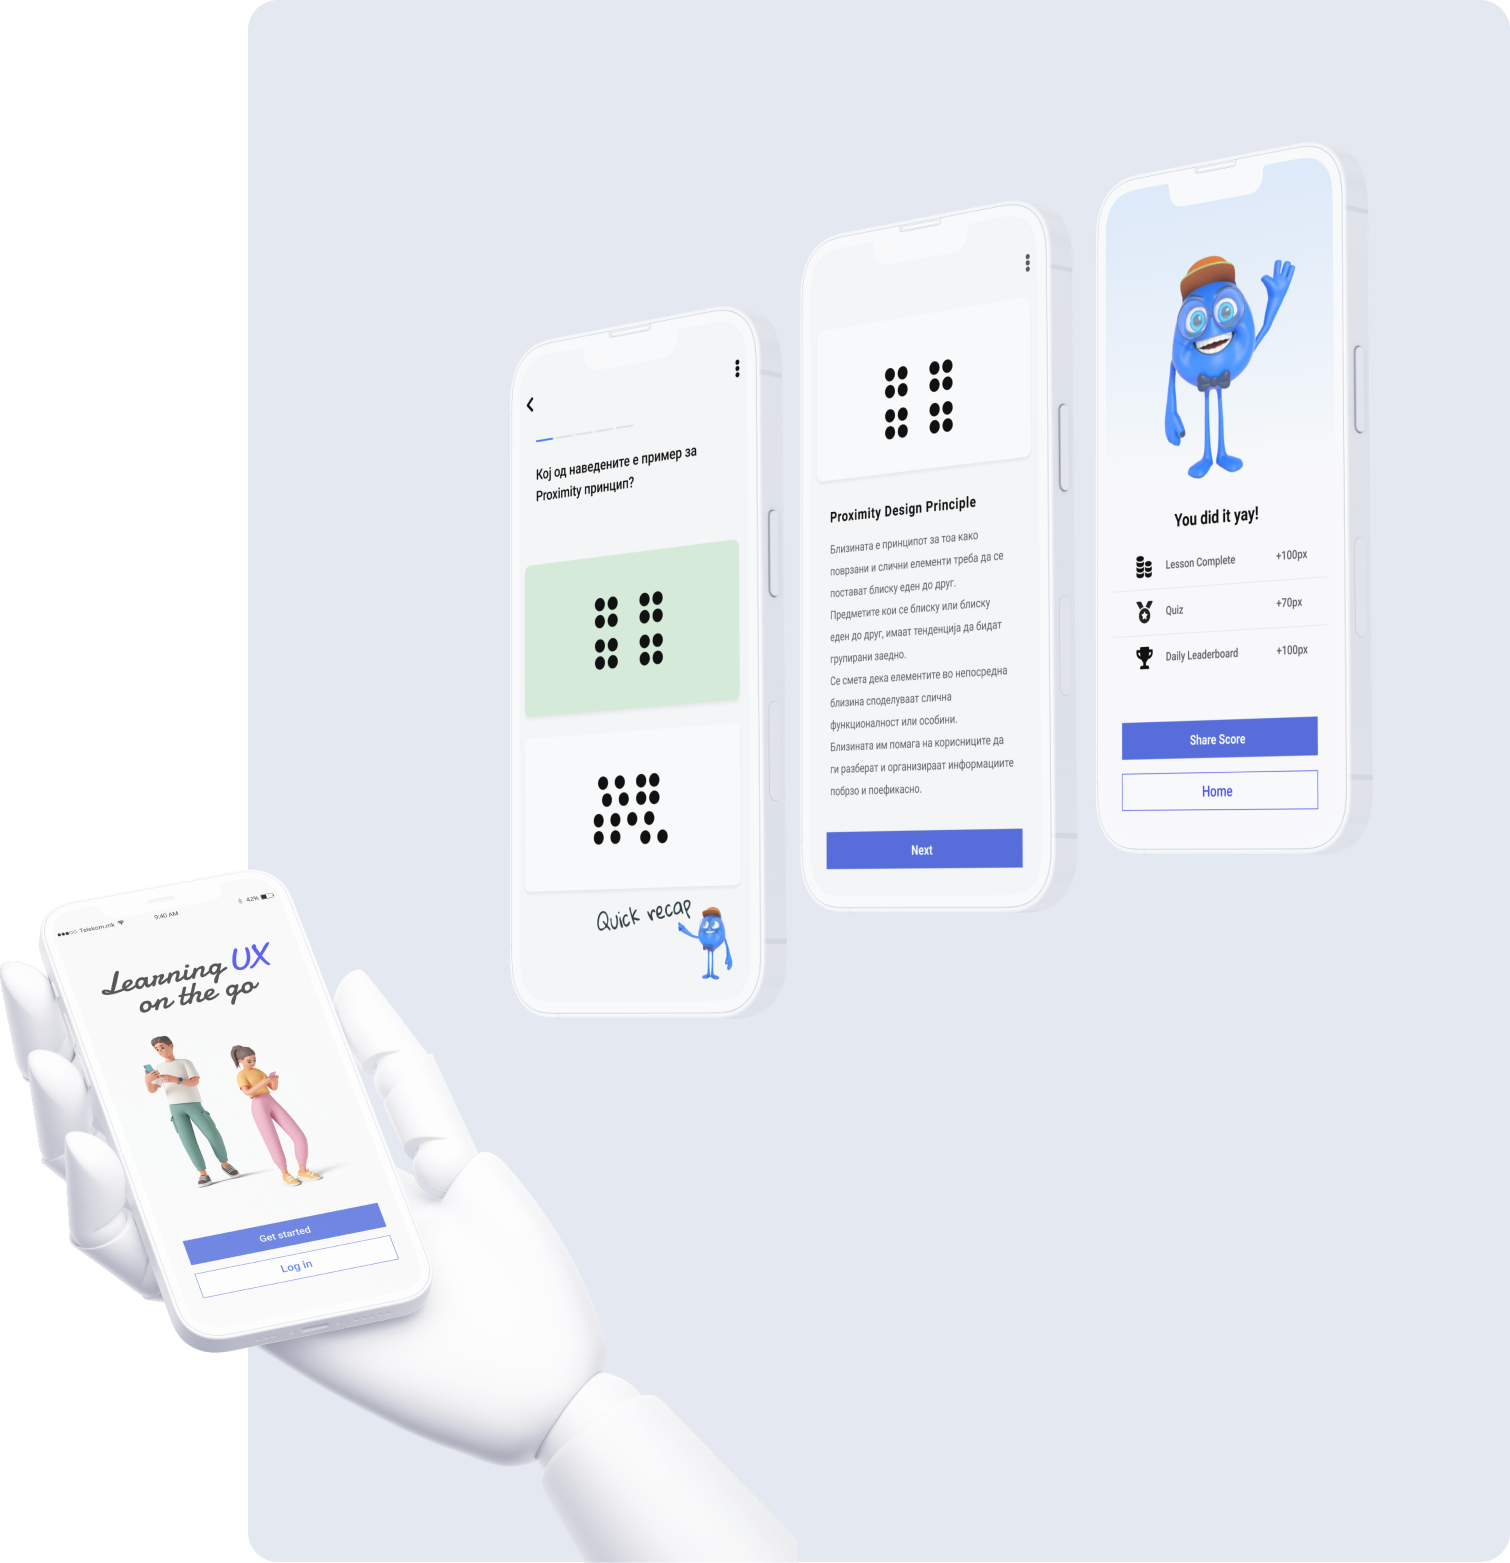 Кој од наведените е пример за
Proximity принцип?
Quick recap
Proximity Design Principle
Близината е принципот за тоа како
поврзани и слични елементи треба да се
постават блиску еден до друг.
Предметите кои се блиску или блиску
еден до друг, имаат тенденција да бидат
групирани заедно.
Се смета дека елементите во непосредна
близина споделуваат слична
функционалност или особини.
Близината им помага на корисниците да
ги разберат и организираат информациите
побрзо и поефикасно.
Next
You did it yay!
Lesson Complete +100px
Quiz +70px
Daily Leaderboard +100px
Share Score
Home
Telekom.mk 9:40 AM 42%
Learning UX
on the go
Get started
Log in